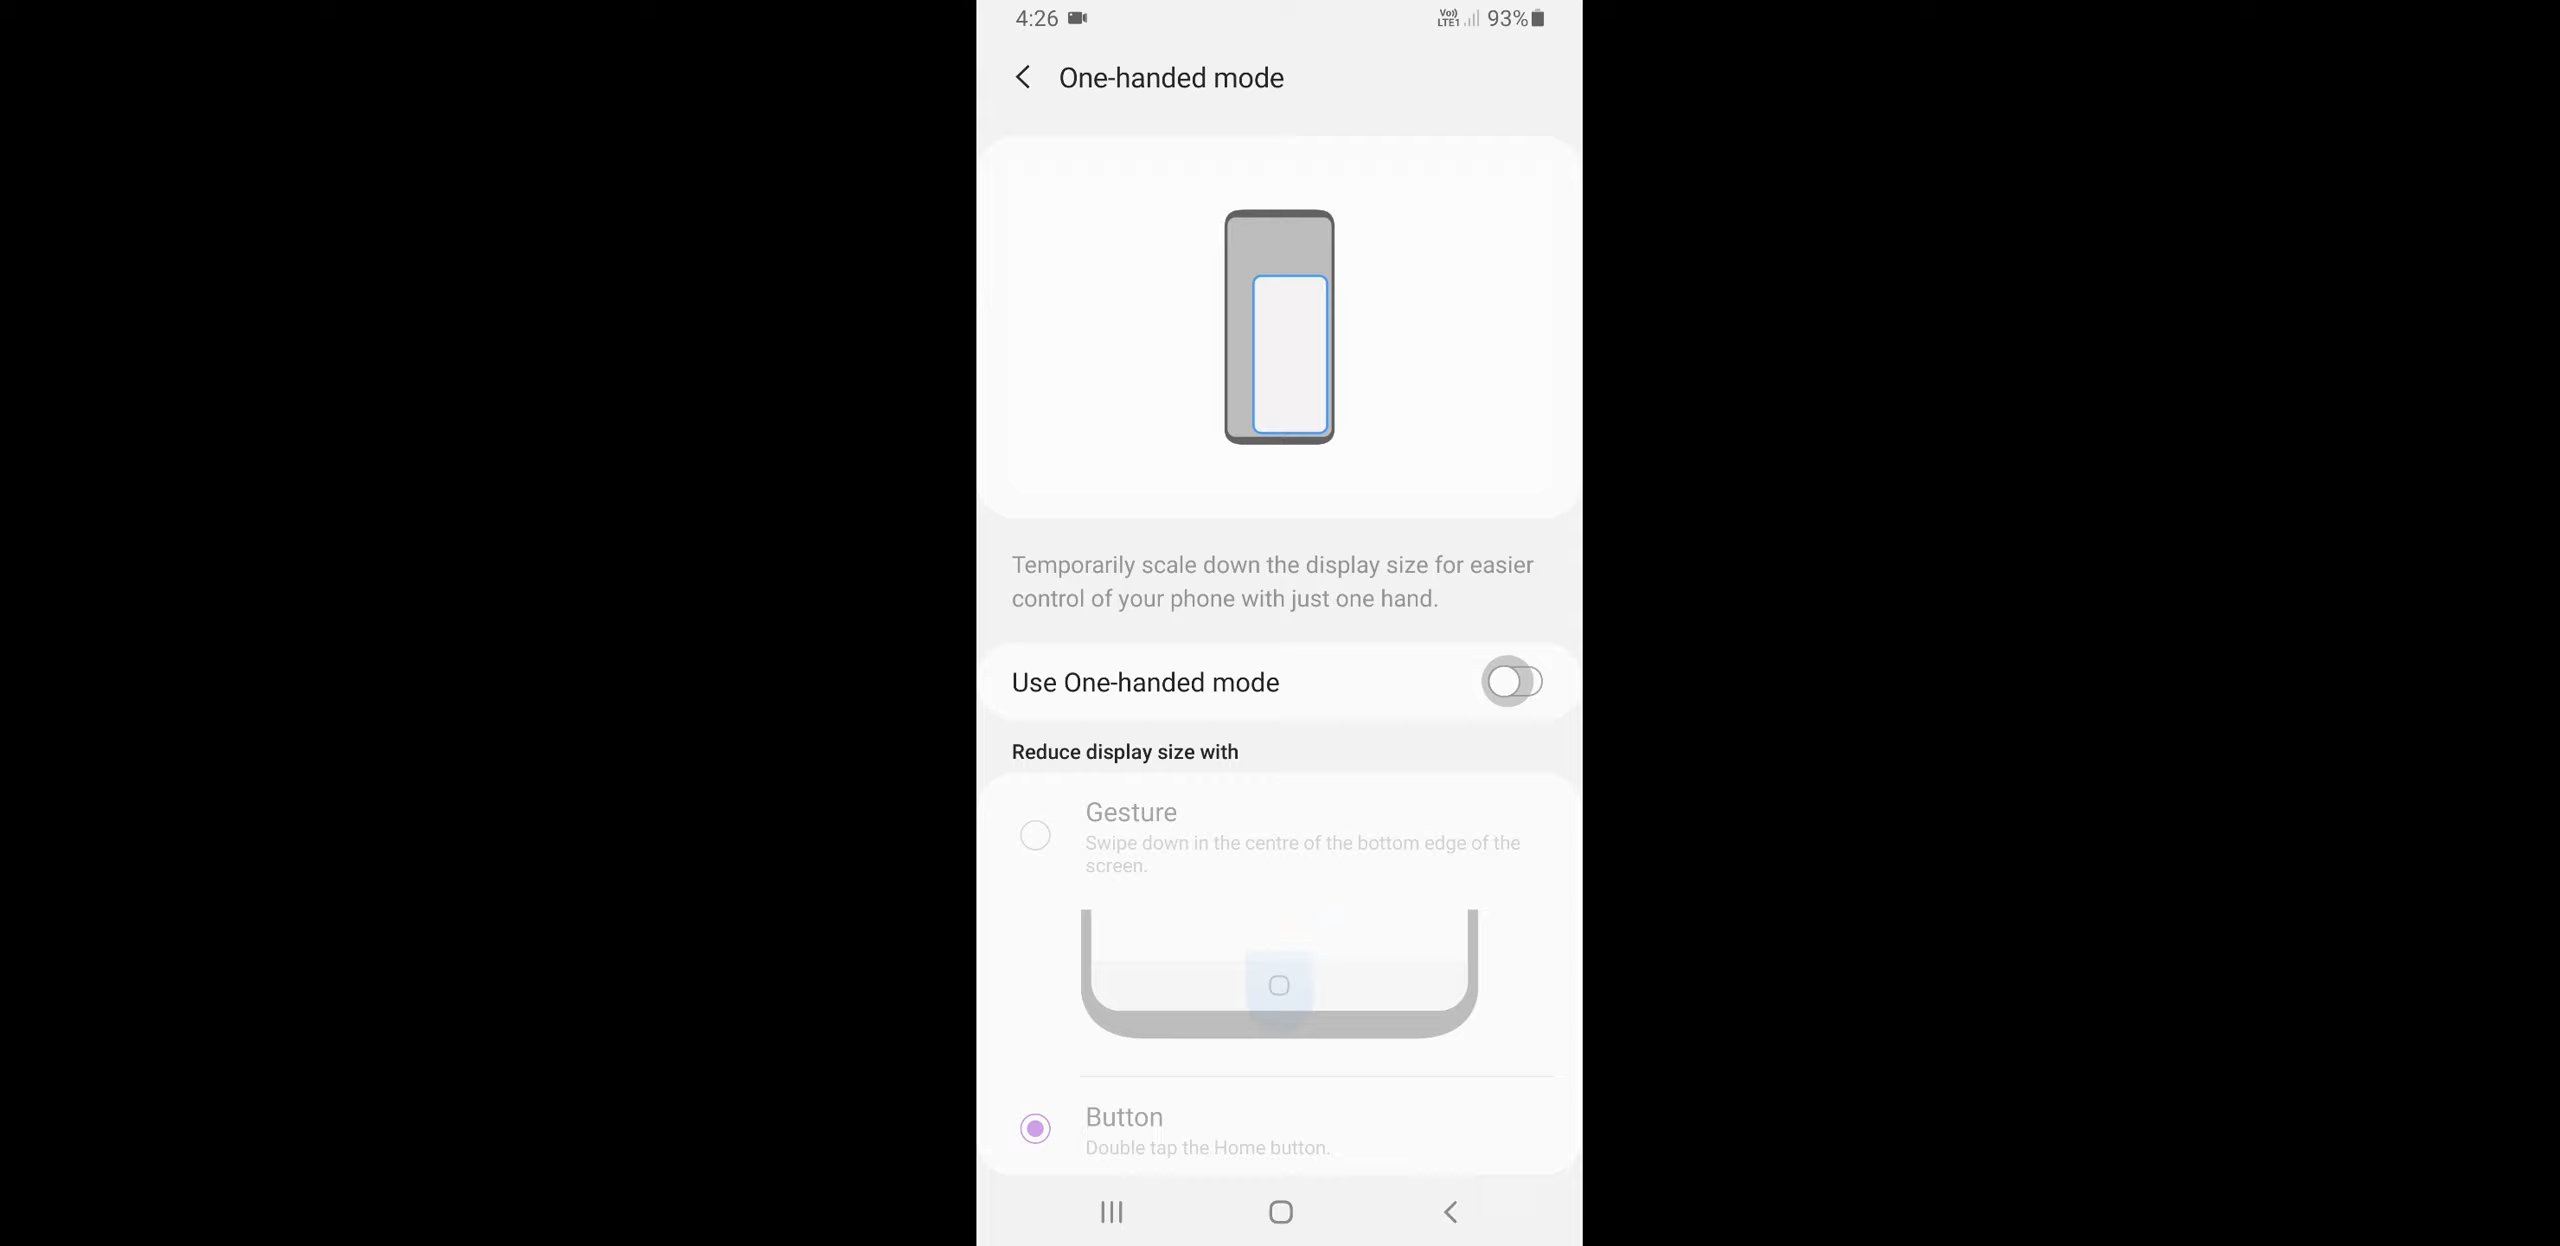 4:26
Vo)) LTE1 93%
One-handed mode
Temporarily scale down the display size for easier
control of your phone with just one hand.
Use One-handed mode
Reduce display size with
Gesture
Swipe down in the centre of the bottom edge of the
screen.
Button
Double tap the Home button.